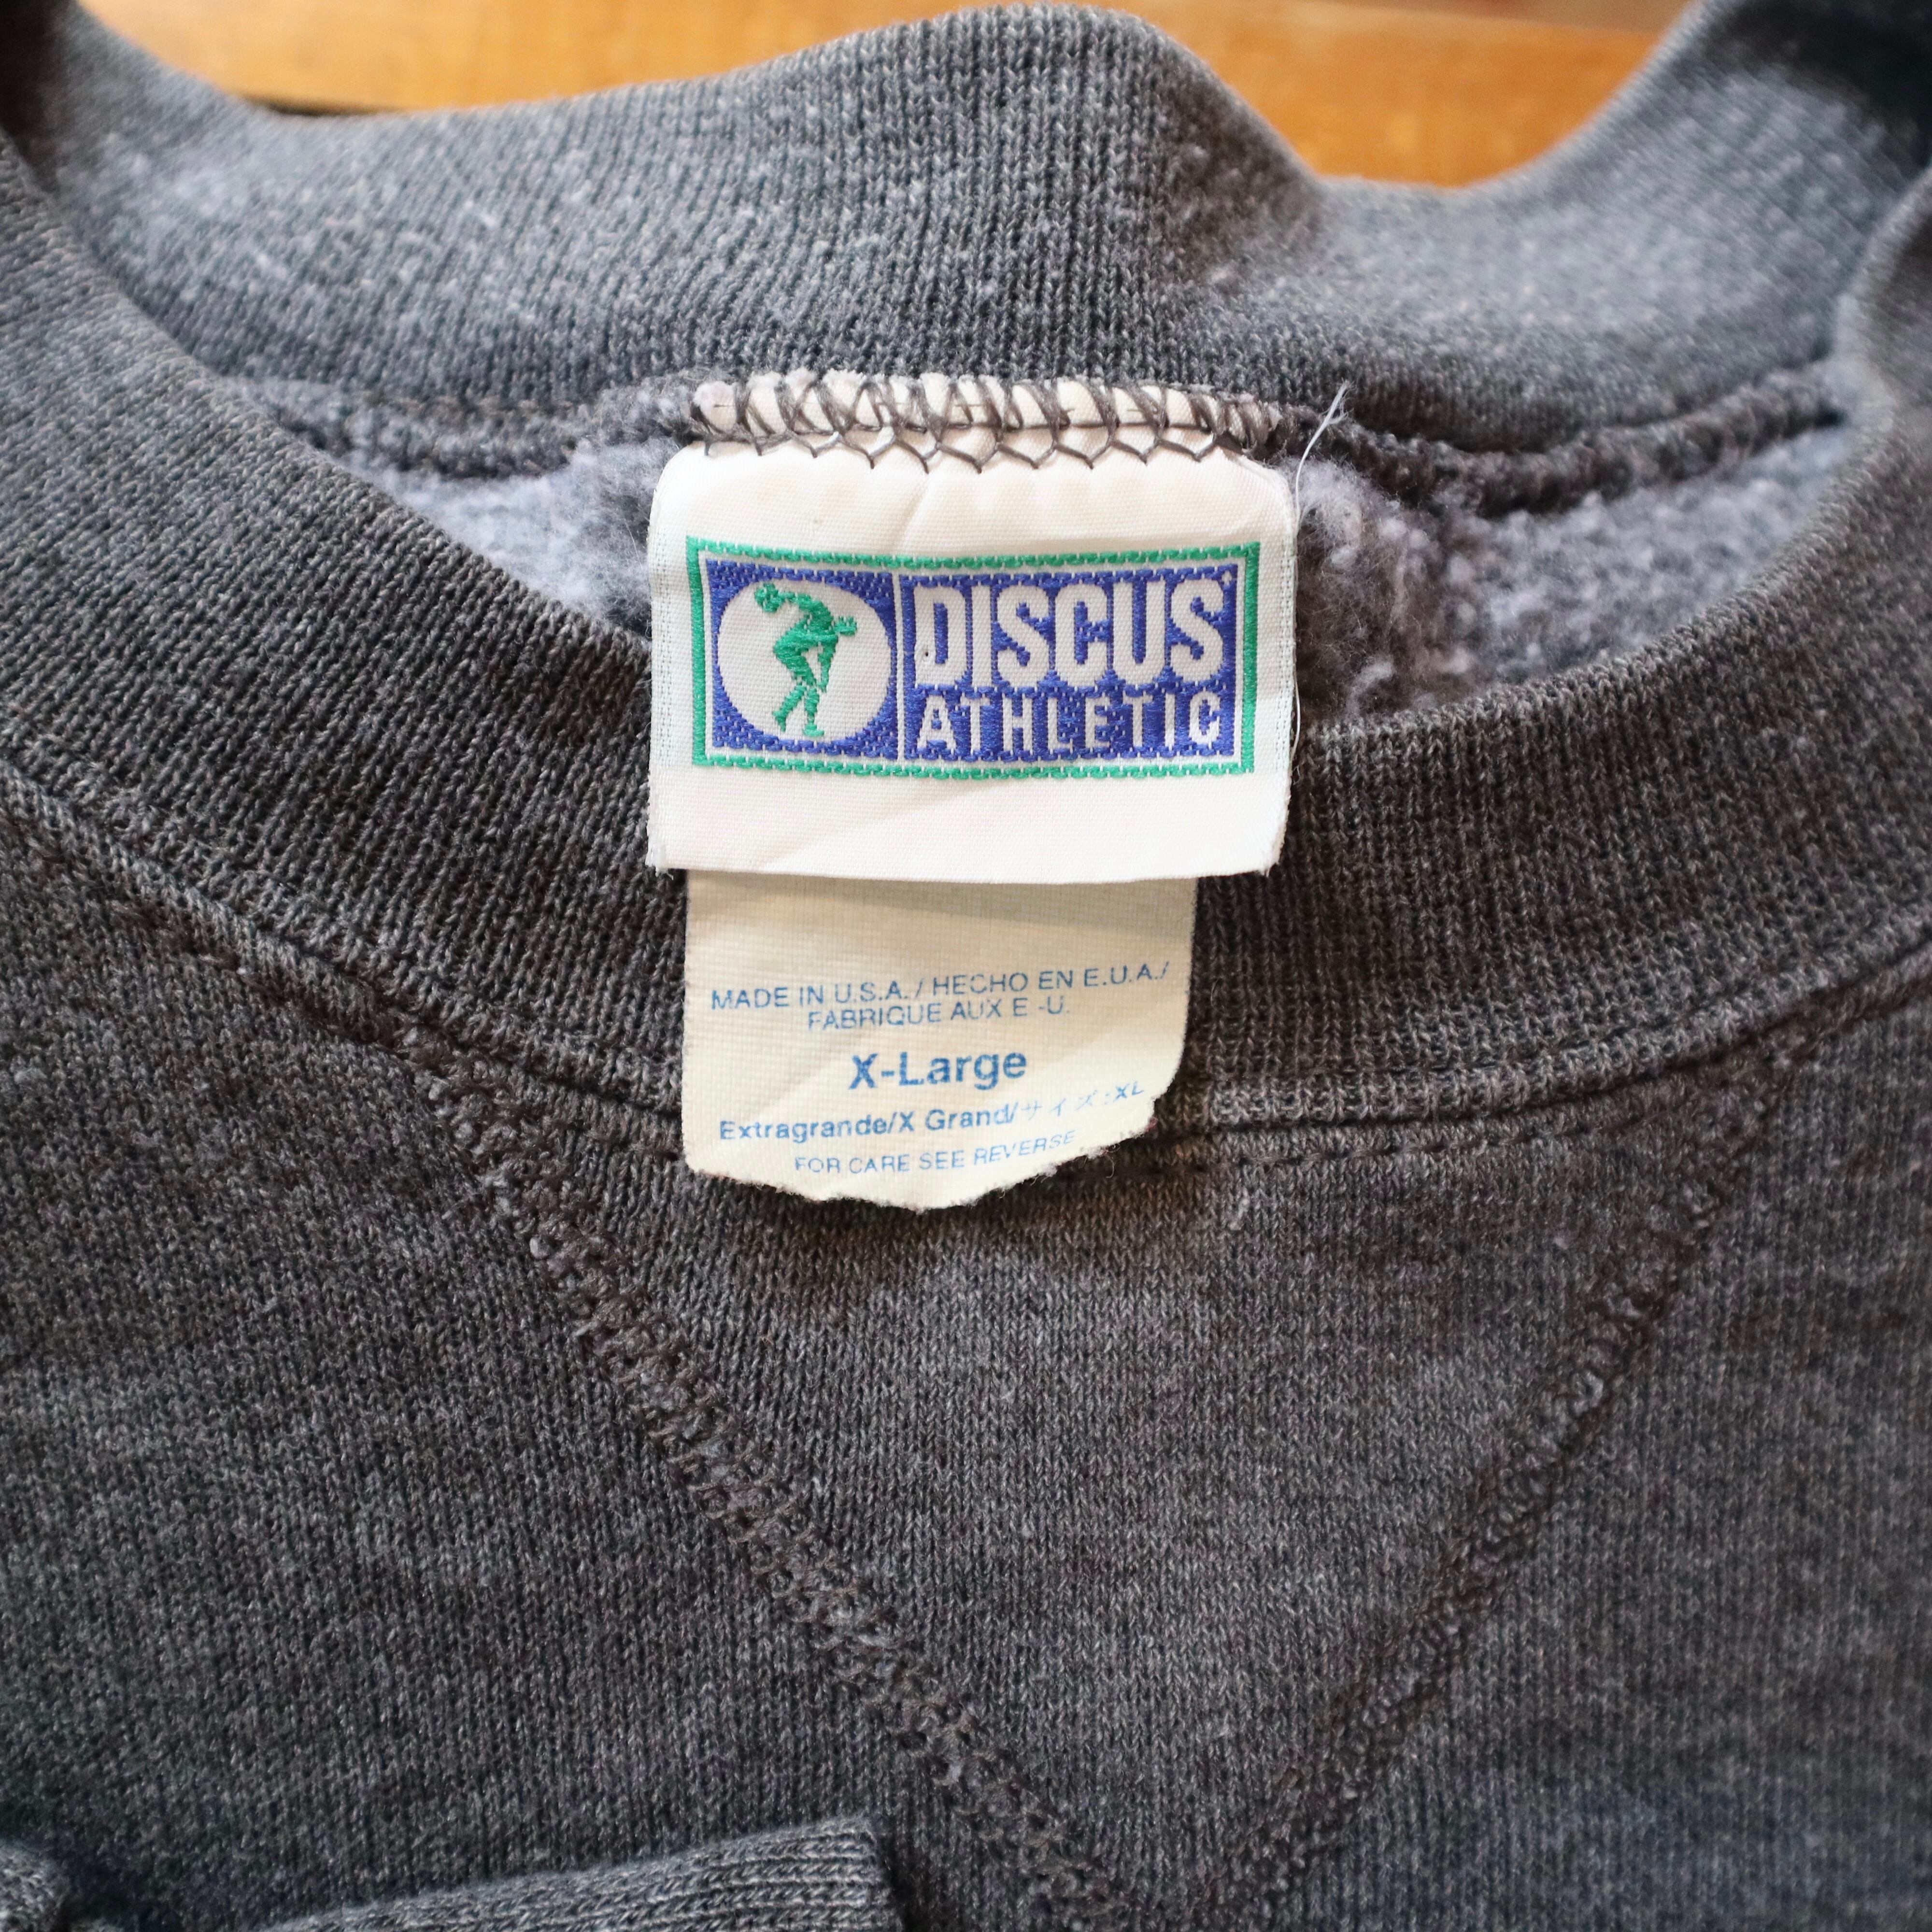 DISCUS
ATHLETIC
MADE IN U.S.A. / HECHO EN E.U.A./
FABRIQUE AUX E -U.
X-Large
Extragrande/X Grand/サイズ:XL
FOR CARE SEE REVERSE